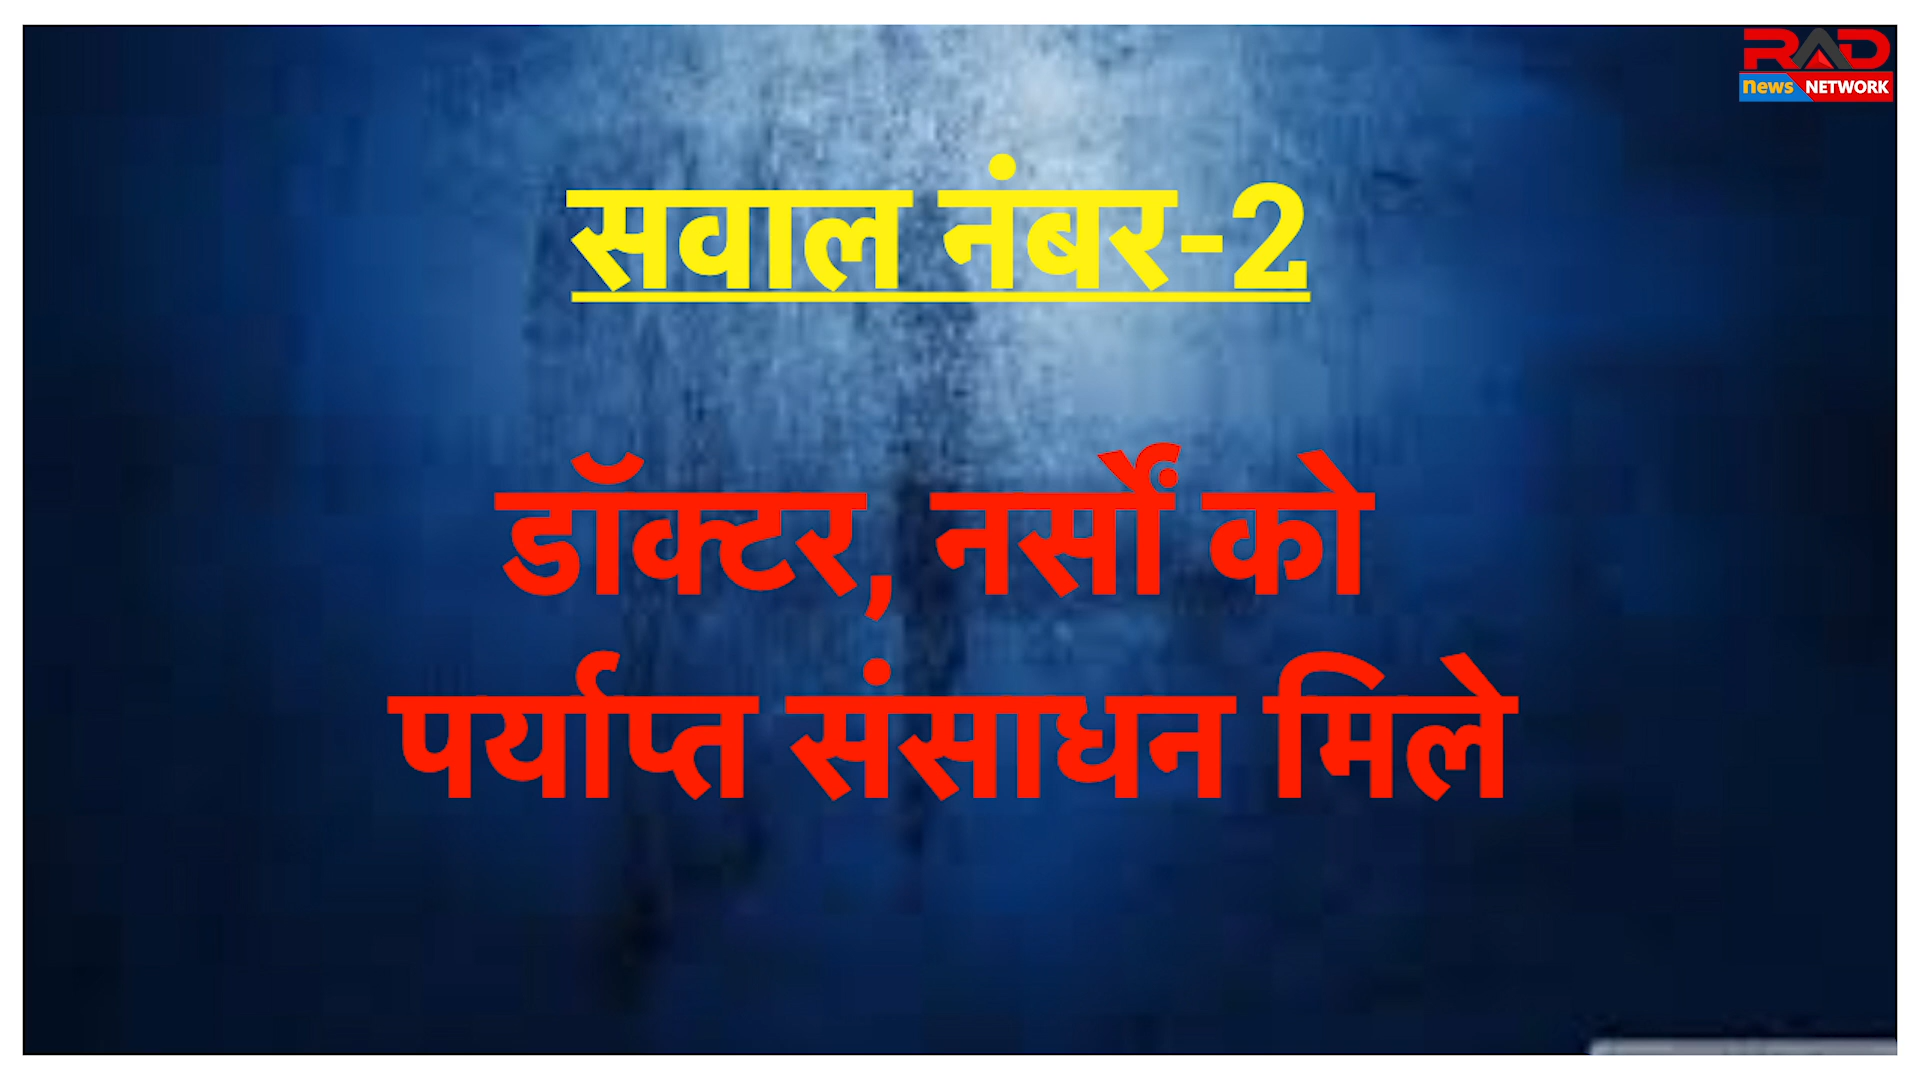 RAD
news NETWORK
सवाल नंबर-2
डॉक्टर, नर्सों को
पर्याप्त संसाधन मिले